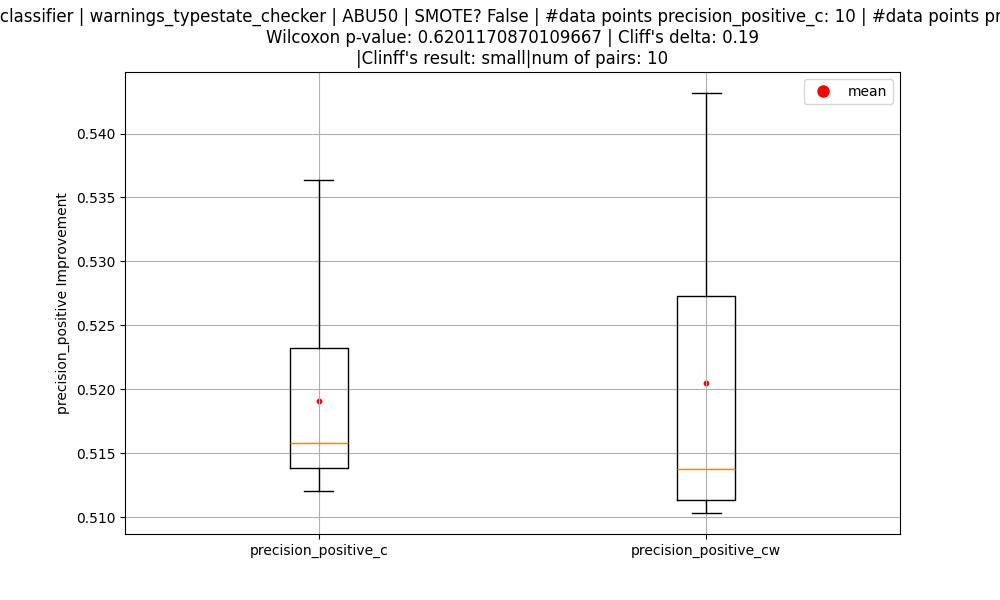 classifier | warnings_typestate_checker | ABU50 | SMOTE? False | #data points precision_positive_c: 10 | #data points
Wilcoxon p-value: 0.6201170870109667 | Cliff's delta: 0.19
|Clinff's result: small|num of pairs: 10
mean
0.540
0.535
0.530
0.525
0.520
0.515
0.510
precision_positive Improvement
precision_positive_c
precision_positive_cw